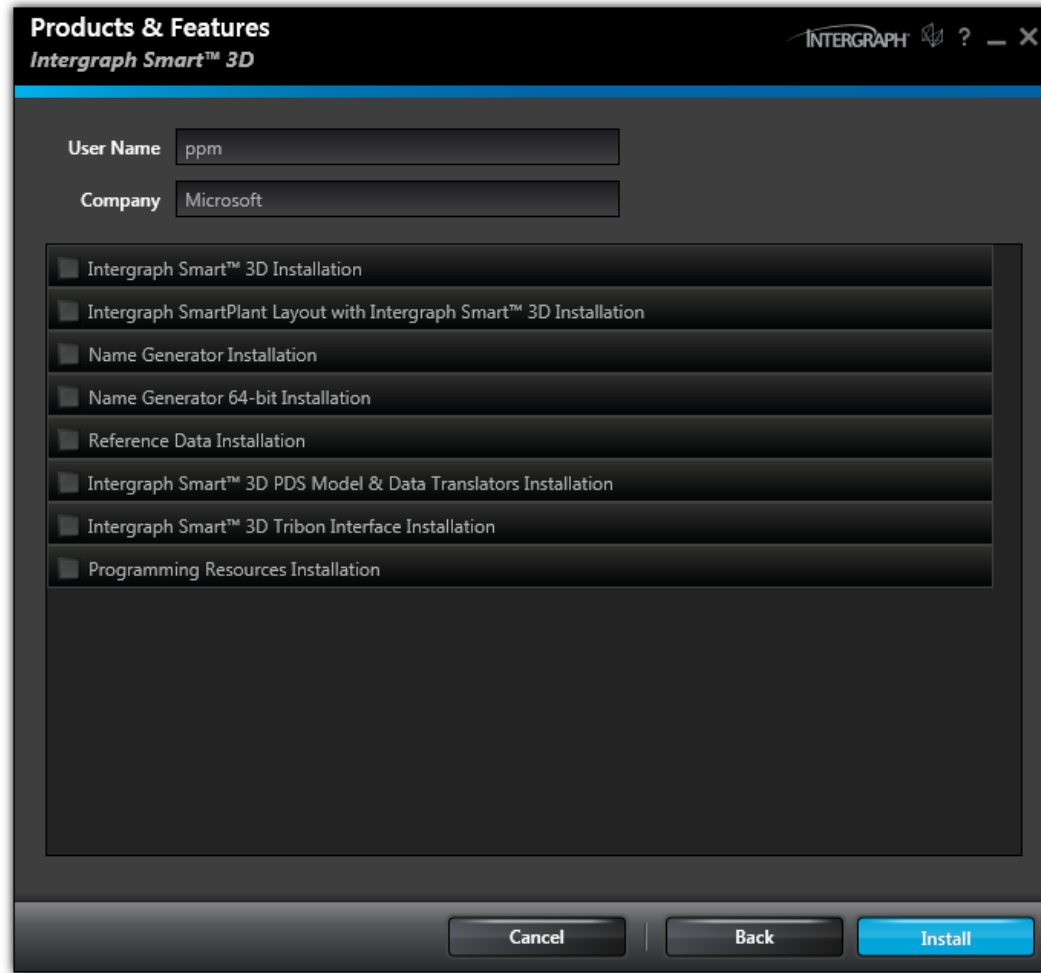 Products & Features
Intergraph Smart™ 3D
INTERGRAPH ?
User Name ppm
Company Microsoft
Intergraph Smart™ 3D Installation
Intergraph SmartPlant Layout with Intergraph Smart™ 3D Installation
Name Generator Installation
Name Generator 64-bit Installation
Reference Data Installation
Intergraph Smart™ 3D PDS Model & Data Translators Installation
Intergraph Smart™ 3D Tribon Interface Installation
Programming Resources Installation
Cancel Back Install